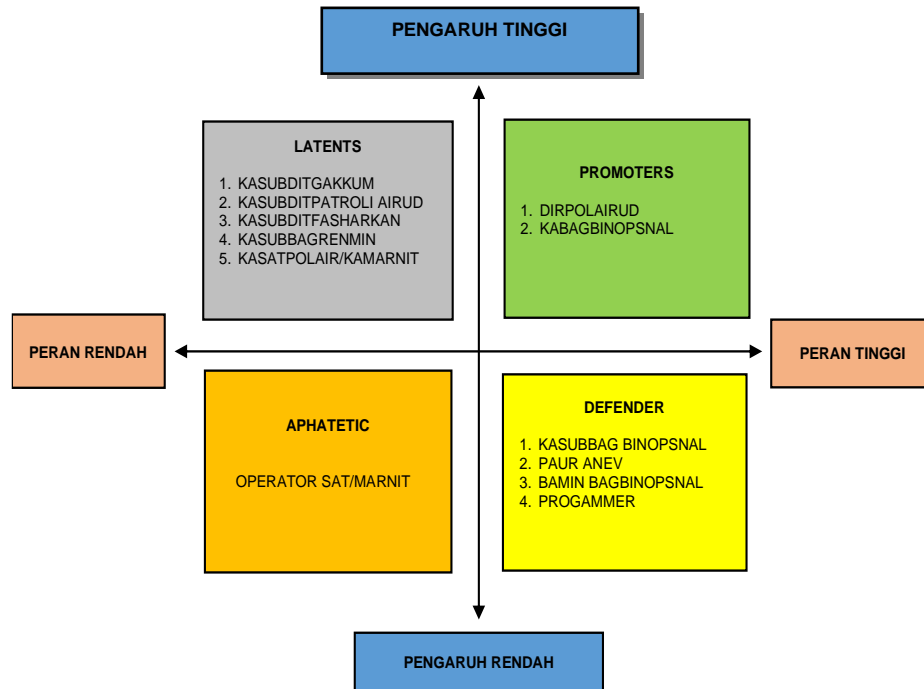 PENGARUH TINGGI
LATENTS
1. KASUBDITGAKKUM
2. KASUBDITPATROLI AIRUD
3. KASUBDITFASHARKAN
4. KASUBBAGRENMIN
5. KASATPOLAIR/KAMARNIT
PROMOTERS
1. DIRPOLAIRUD
2. KABAGBINOPSNAL
PERAN RENDAH
PERAN TINGGI
APHATETIC
OPERATOR SAT/MARNIT
DEFENDER
1. KASUBBAG BINOPSNAL
2. PAUR ANEV
3. BAMIN BAGBINOPSNAL
4. PROGAMMER
PENGARUH RENDAH